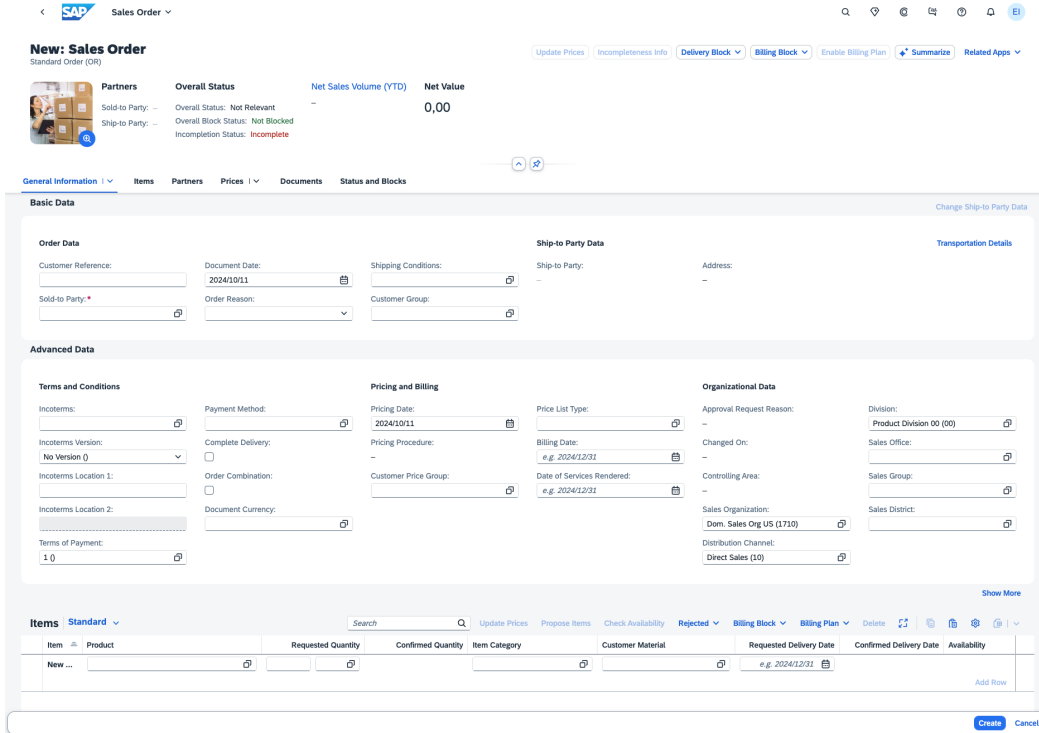 SAP Sales Order
EI
New: Sales Order
Standard Order (OR)
Update Prices Incompleteness Info Delivery Block Billing Block Enable Billing Plan Summarize Related Apps
Partners Overall Status Net Sales Volume (YTD) Net Value
Sold-to Party: – Overall Status: Not Relevant – 0,00
Ship-to Party: – Overall Block Status: Not Blocked
Incompletion Status: Incomplete
General Information Items Partners Prices Documents Status and Blocks
Basic Data Change Ship-to Party Data
Order Data Ship-to Party Data Transportation Details
Customer Reference: Document Date: Shipping Conditions: Ship-to Party: Address:
2024/10/11 – –
Sold-to Party:* Order Reason: Customer Group:
Advanced Data
Terms and Conditions Pricing and Billing Organizational Data
Incoterms: Payment Method: Pricing Date: Price List Type: Approval Request Reason: Division:
2024/10/11 – Product Division 00 (00)
Incoterms Version: Complete Delivery: Pricing Procedure: Billing Date: Changed On: Sales Office:
No Version () – e.g. 2024/12/31 –
Incoterms Location 1: Order Combination: Customer Price Group: Date of Services Rendered: Controlling Area: Sales Group:
e.g. 2024/12/31 –
Incoterms Location 2: Document Currency: Sales Organization: Sales District:
Dom. Sales Org US (1710)
Terms of Payment: Distribution Channel:
1 () Direct Sales (10)
Show More
Items Standard Search Update Prices Propose Items Check Availability Rejected Billing Block Billing Plan Delete
Item Product Requested Quantity Confirmed Quantity Item Category Customer Material Requested Delivery Date Confirmed Delivery Date Availability
New ... e.g. 2024/12/31
Add Row
Create Cancel